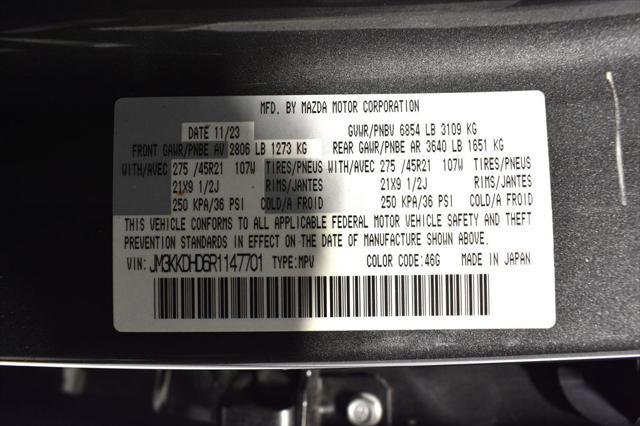 MFD. BY MAZDA MOTOR CORPORATION
DATE 11/23 GVWR/PNBV 6854 LB 3109 KG
FRONT GAWR/PNBE AV 2806 LB 1273 KG REAR GAWR/PNBE AR 3640 LB 1651 KG
WITH/AVEC 275 /45R21 107W TIRES/PNEUS WITH/AVEC 275 /45R21 107W TIRES/PNEUS
21X9 1/2J RIMS/JANTES 21X9 1/2J RIMS/JANTES
250 KPA/36 PSI COLD/A FROID 250 KPA/36 PSI COLD/A FROID
THIS VEHICLE CONFORMS TO ALL APPLICABLE FEDERAL MOTOR VEHICLE SAFETY AND THEFT
PREVENTION STANDARDS IN EFFECT ON THE DATE OF MANUFACTURE SHOWN ABOVE.
VIN: JM3KKDHD6R1147701 TYPE:MPV COLOR CODE:46G MADE IN JAPAN